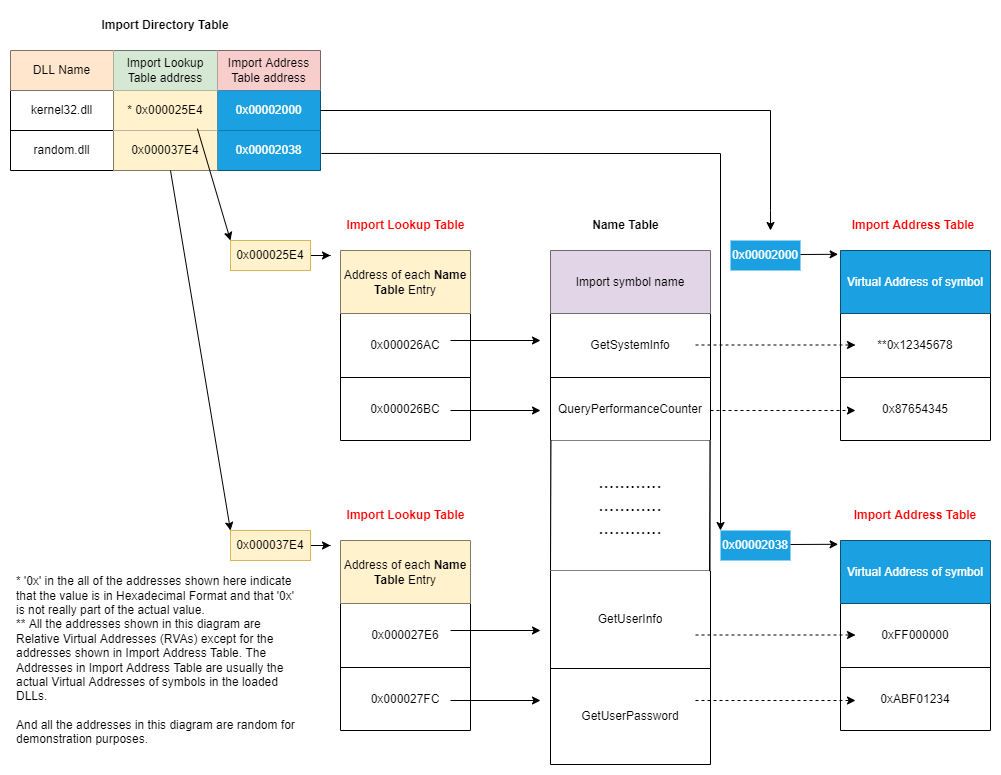 Import Directory Table
DLL Name
Import Lookup
Table address
Import Address
Table address
kernel32.dll
* 0x000025E4
0x00002000
random.dll
0x000037E4
0x00002038
Import Lookup Table
Name Table
Import Address Table
0x000025E4
Address of each Name
Table Entry
Import symbol name
0x00002000
Virtual Address of symbol
0x000026AC
GetSystemInfo
**0x12345678
0x000026BC
QueryPerformanceCounter
0x87654345
............
............
............
Import Lookup Table
Import Address Table
0x000037E4
Address of each Name
Table Entry
0x00002038
Virtual Address of symbol
0x000027E6
GetUserInfo
0xFF000000
0x000027FC
GetUserPassword
0xABF01234
* '0x' in the all of the addresses shown here indicate
that the value is in Hexadecimal Format and that '0x'
is not really part of the actual value.
** All the addresses shown in this diagram are
Relative Virtual Addresses (RVAs) except for the
addresses shown in Import Address Table. The
Addresses in Import Address Table are usually the
actual Virtual Addresses of symbols in the loaded
DLLs.
And all the addresses in this diagram are random for
demonstration purposes.